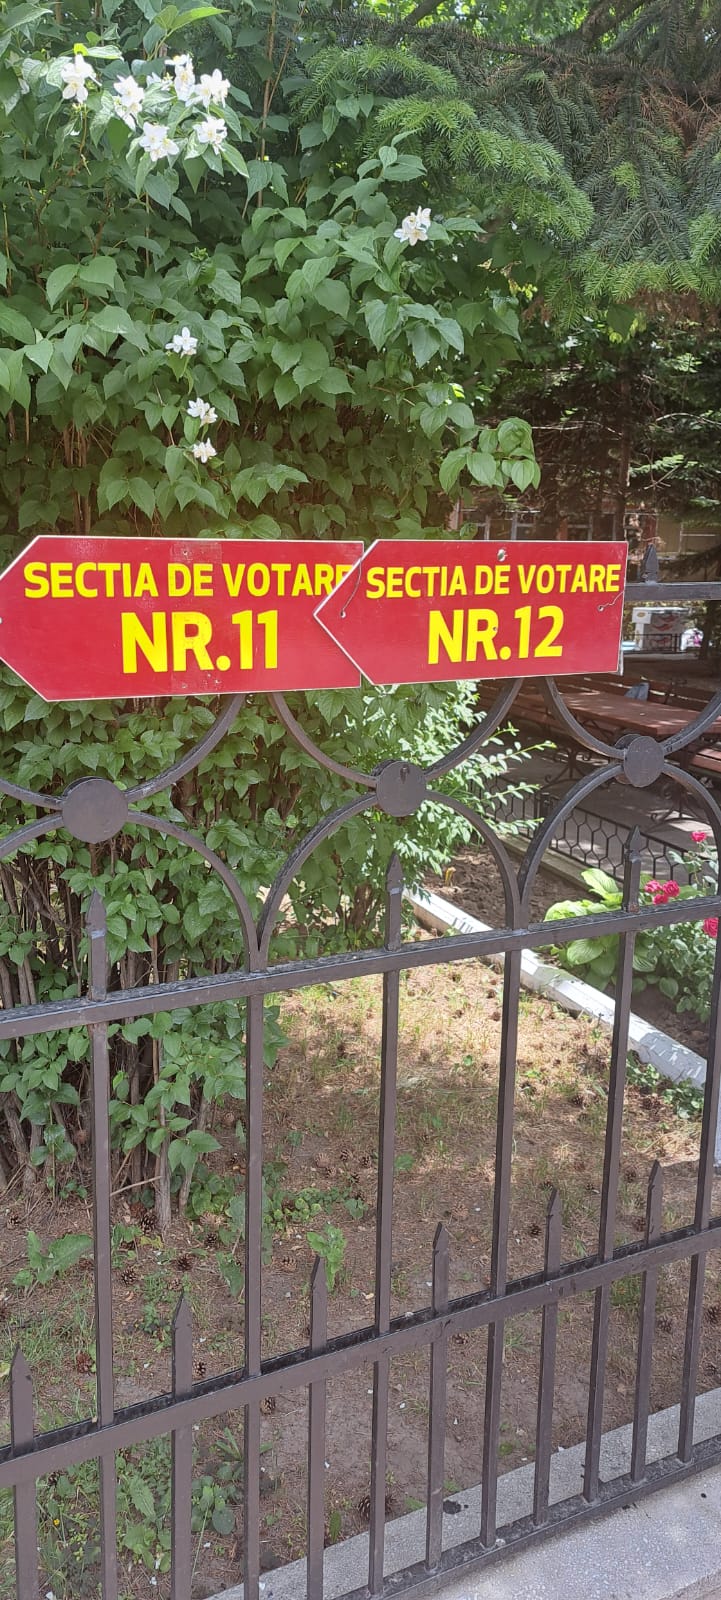 SECTIA DE VOTARE
NR.11
SECTIA DE VOTARE
NR.12